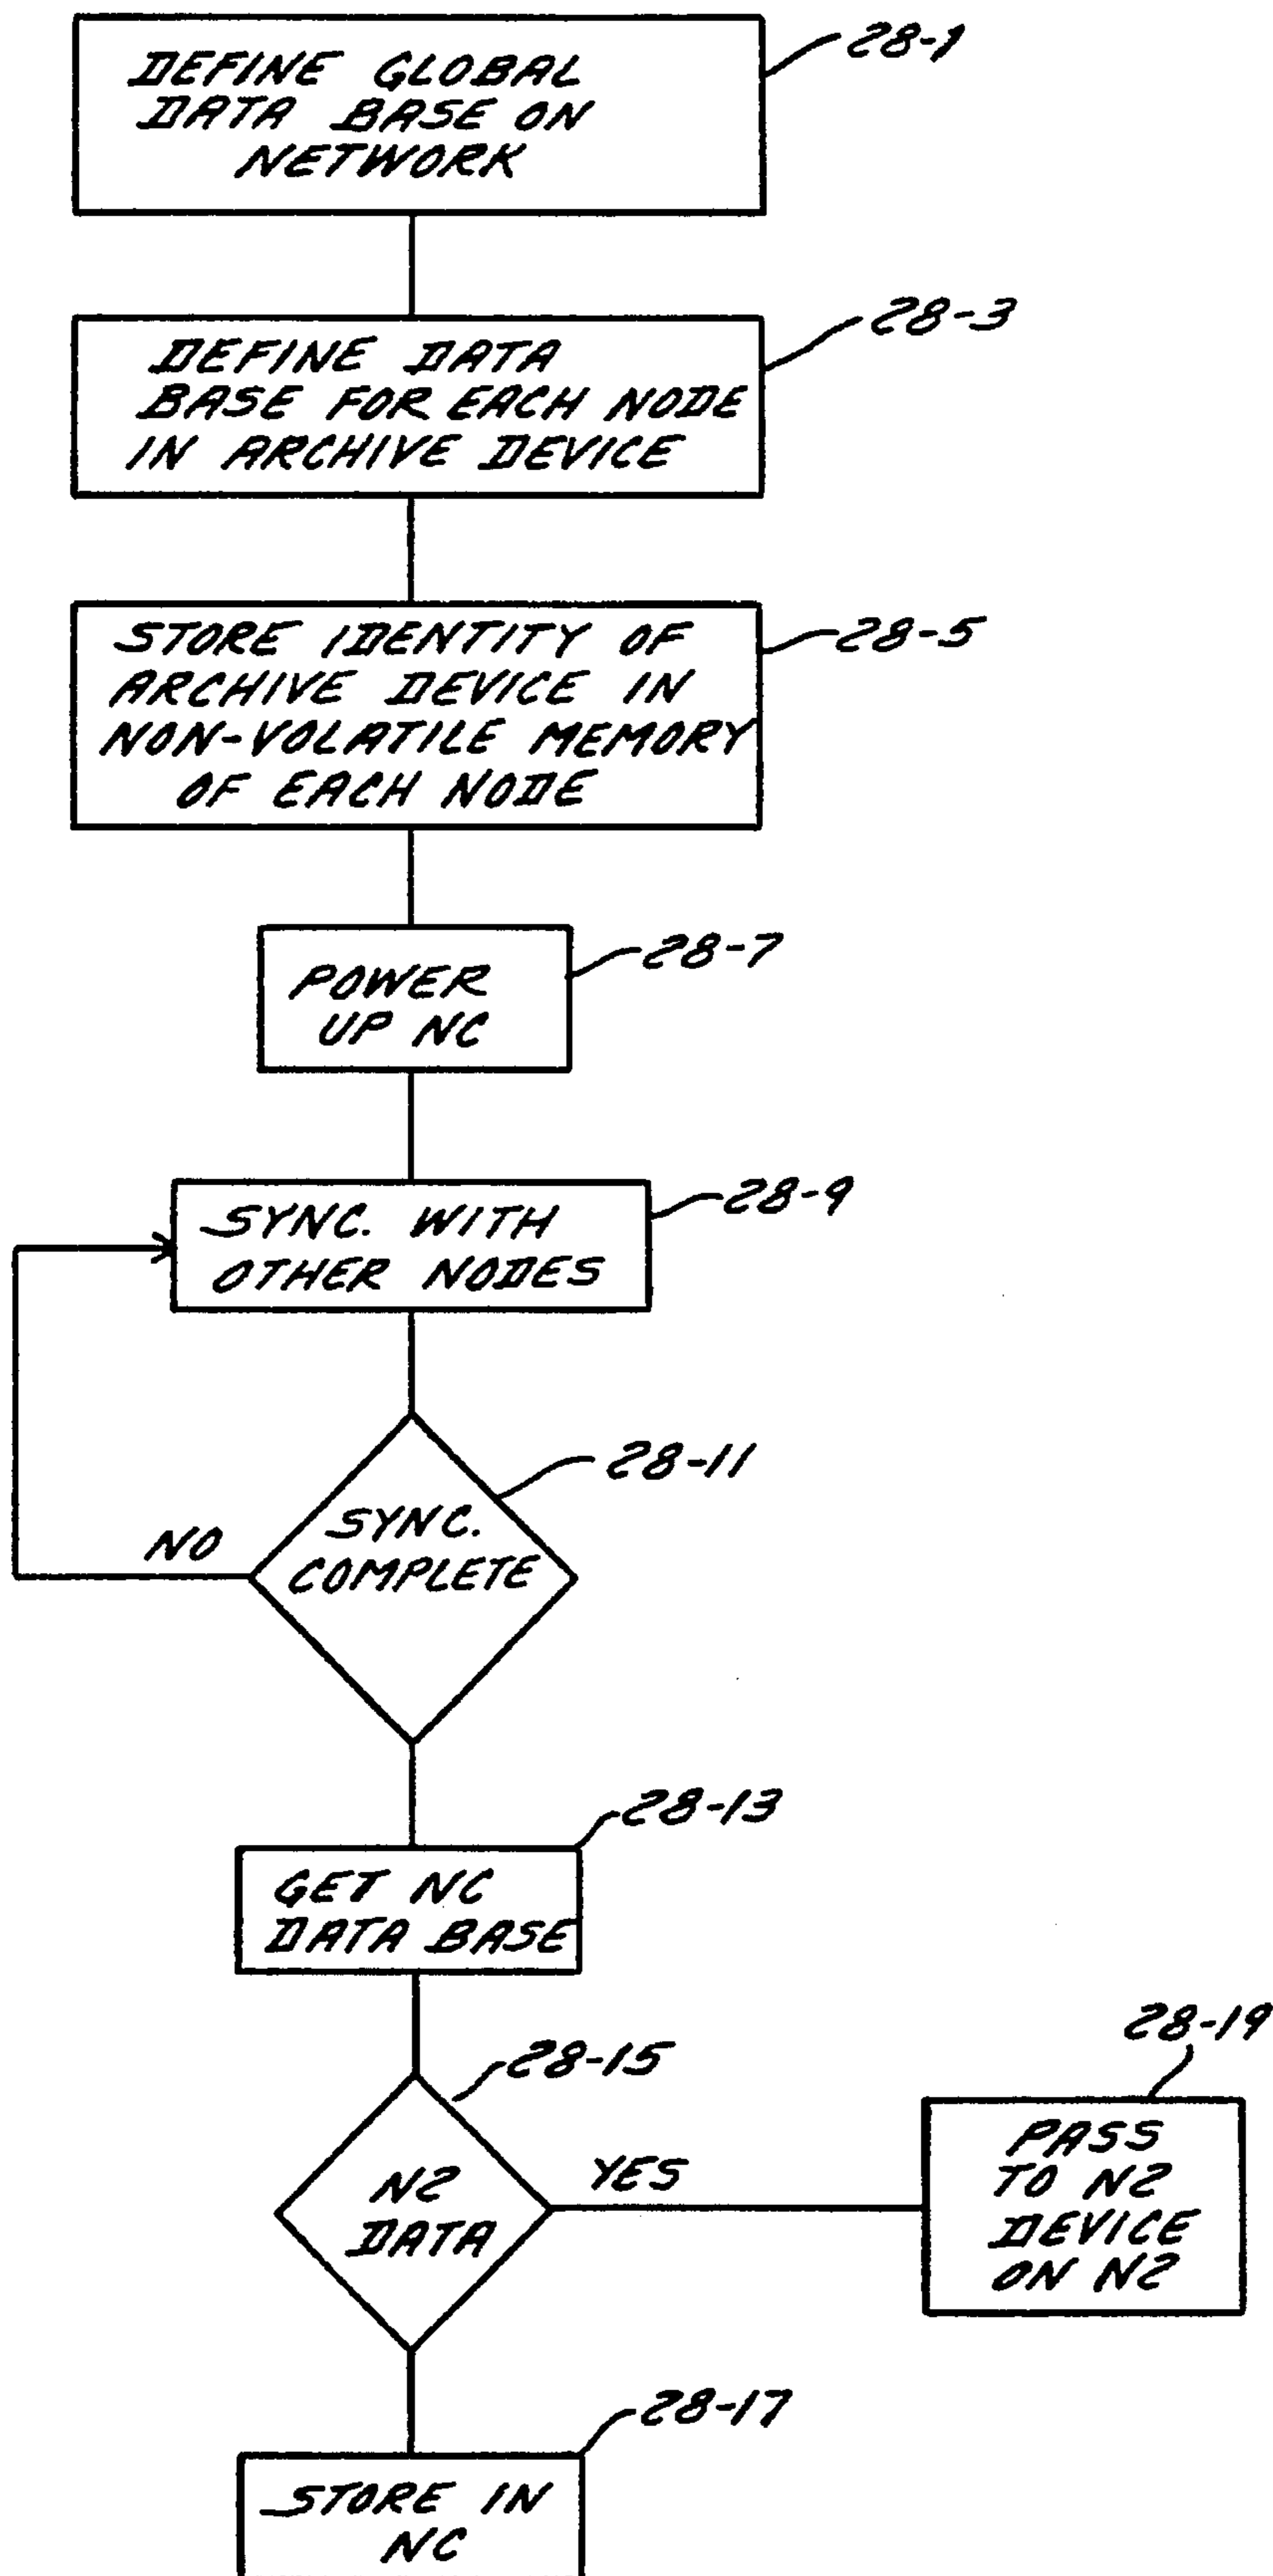 DEFINE GLOBAL
DATA BASE ON
NETWORK
28-1
DEFINE DATA
BASE FOR EACH NODE
IN ARCHIVE DEVICE
28-3
STORE IDENTITY OF
ARCHIVE DEVICE IN
NON-VOLATILE MEMORY
OF EACH NODE
28-5
POWER
UP NC
28-7
SYNC. WITH
OTHER NODES
28-9
SYNC.
COMPLETE
28-11
NO
GET NC
DATA BASE
28-13
N2
DATA
28-15
YES
PASS
TO N2
DEVICE
ON N2
28-19
STORE IN
NC
28-17